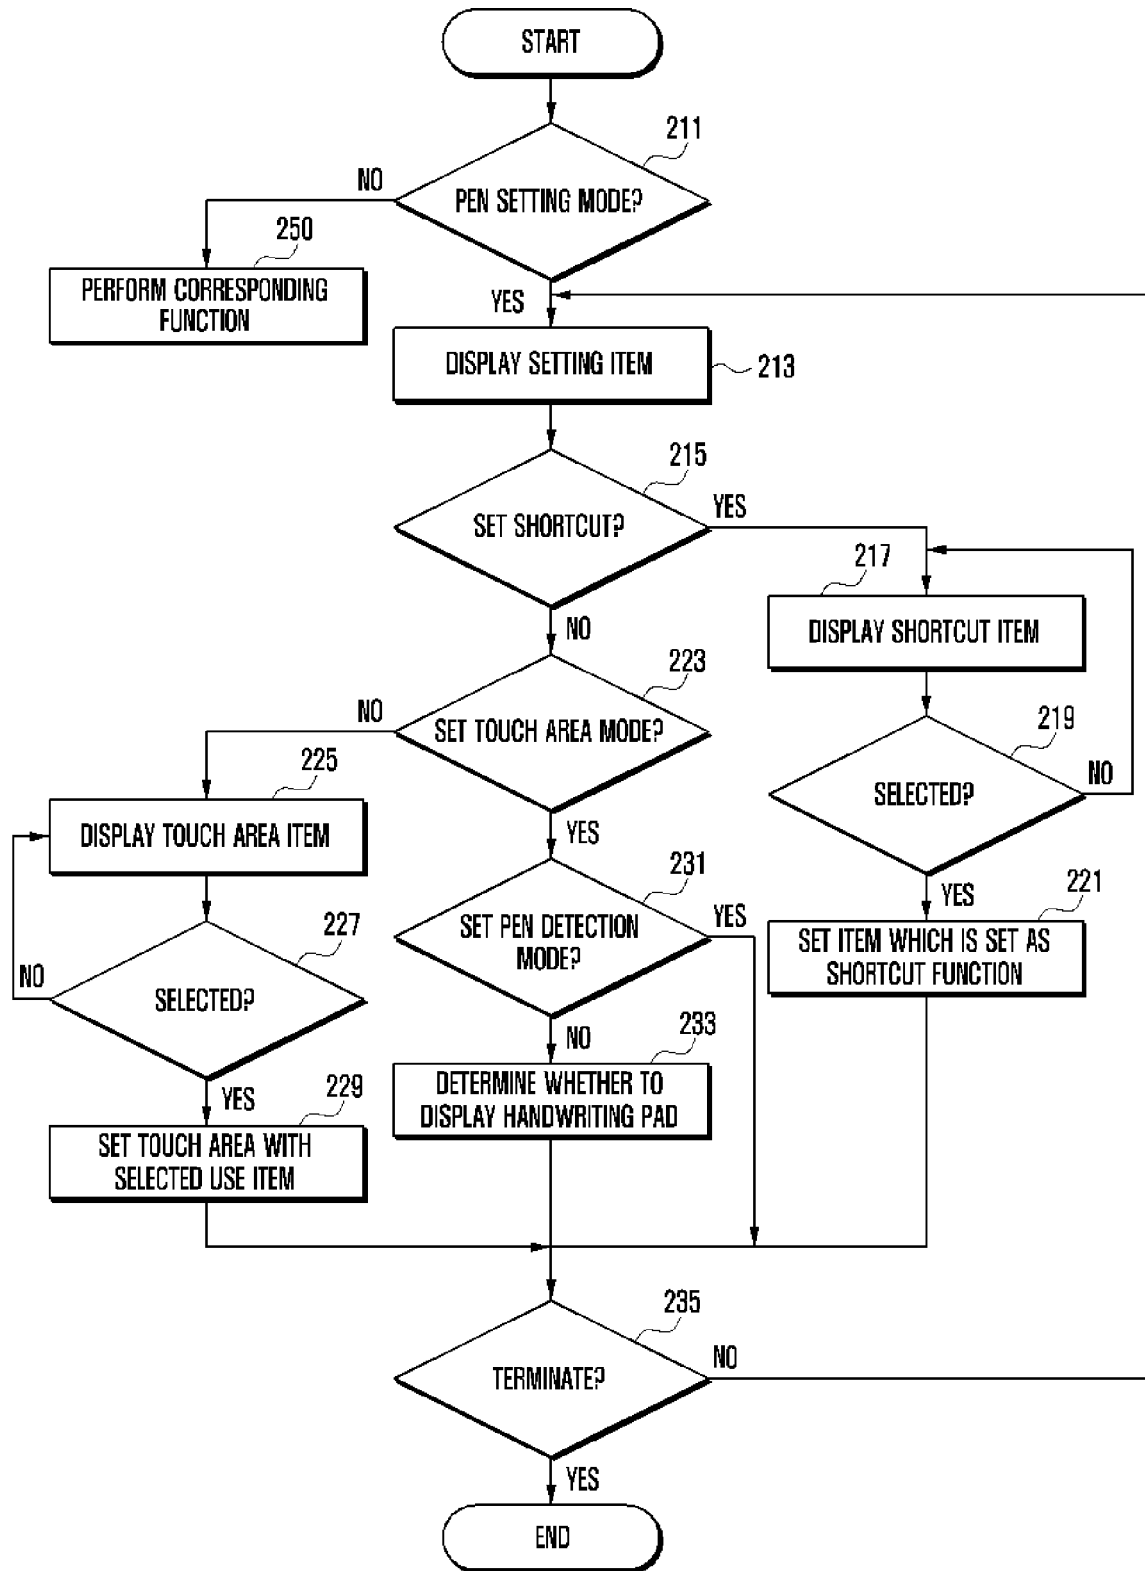 START
211
PEN SETTING MODE?
NO
250
PERFORM CORRESPONDING
FUNCTION
YES
DISPLAY SETTING ITEM
213
215
SET SHORTCUT?
YES
217
DISPLAY SHORTCUT ITEM
NO
223
SET TOUCH AREA MODE?
NO
219
SELECTED?
NO
225
DISPLAY TOUCH AREA ITEM
YES
231
SET PEN DETECTION
MODE?
YES
YES
221
SET ITEM WHICH IS SET AS
SHORTCUT FUNCTION
227
NO
SELECTED?
NO
233
DETERMINE WHETHER TO
DISPLAY HANDWRITING PAD
YES
229
SET TOUCH AREA WITH
SELECTED USE ITEM
235
TERMINATE?
NO
YES
END